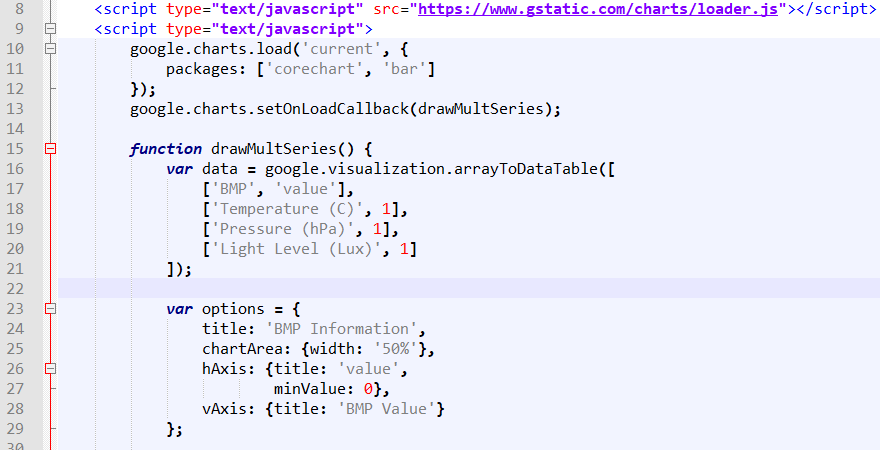 8 <script type="text/javascript" src="https://www.gstatic.com/charts/loader.js"></script>
9 <script type="text/javascript">
10 google.charts.load('current', {
11 packages: ['corechart', 'bar']
12 });
13 google.charts.setOnLoadCallback(drawMultSeries);
14
15 function drawMultSeries() {
16 var data = google.visualization.arrayToDataTable([
17 ['BMP', 'value'],
18 ['Temperature (C)', 1],
19 ['Pressure (hPa)', 1],
20 ['Light Level (Lux)', 1]
21 ]);
22
23 var options = {
24 title: 'BMP Information',
25 chartArea: {width: '50%'},
26 hAxis: {title: 'value',
27 minValue: 0},
28 vAxis: {title: 'BMP Value'}
29 };
30